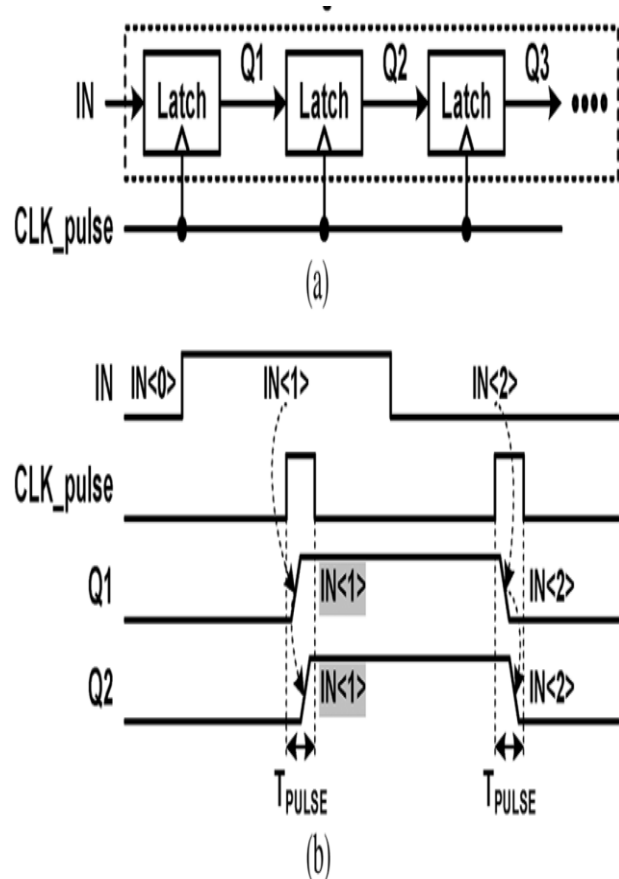 Q1 Q2 Q3
IN Latch Latch Latch
CLK_pulse
(a)
IN IN<0> IN<1> IN<2>
CLK_pulse
Q1 IN<1> IN<2>
Q2 IN<1> IN<2>
TPULSE TPULSE
(b)